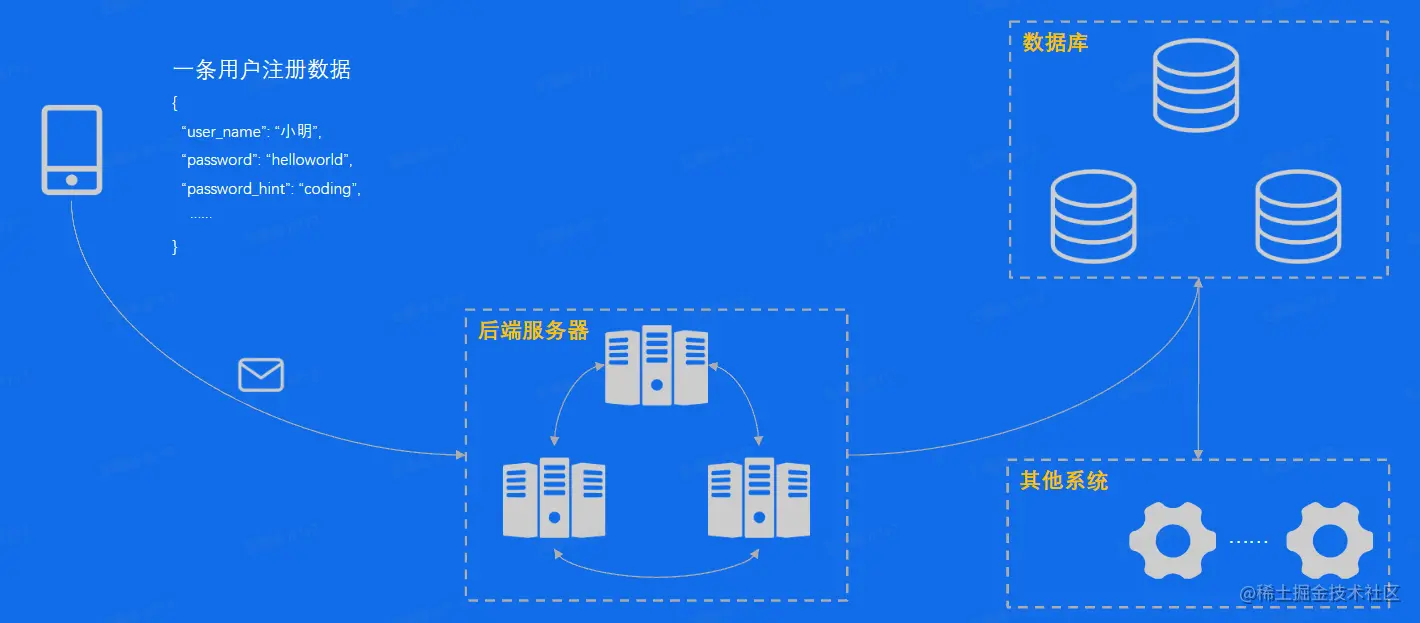 一条用户注册数据
{
“user_name”: “小明”,
“password”: “helloworld”,
“password_hint”: “coding”,
......
}
数据库
后端服务器
其他系统
......
@稀土掘金技术社区